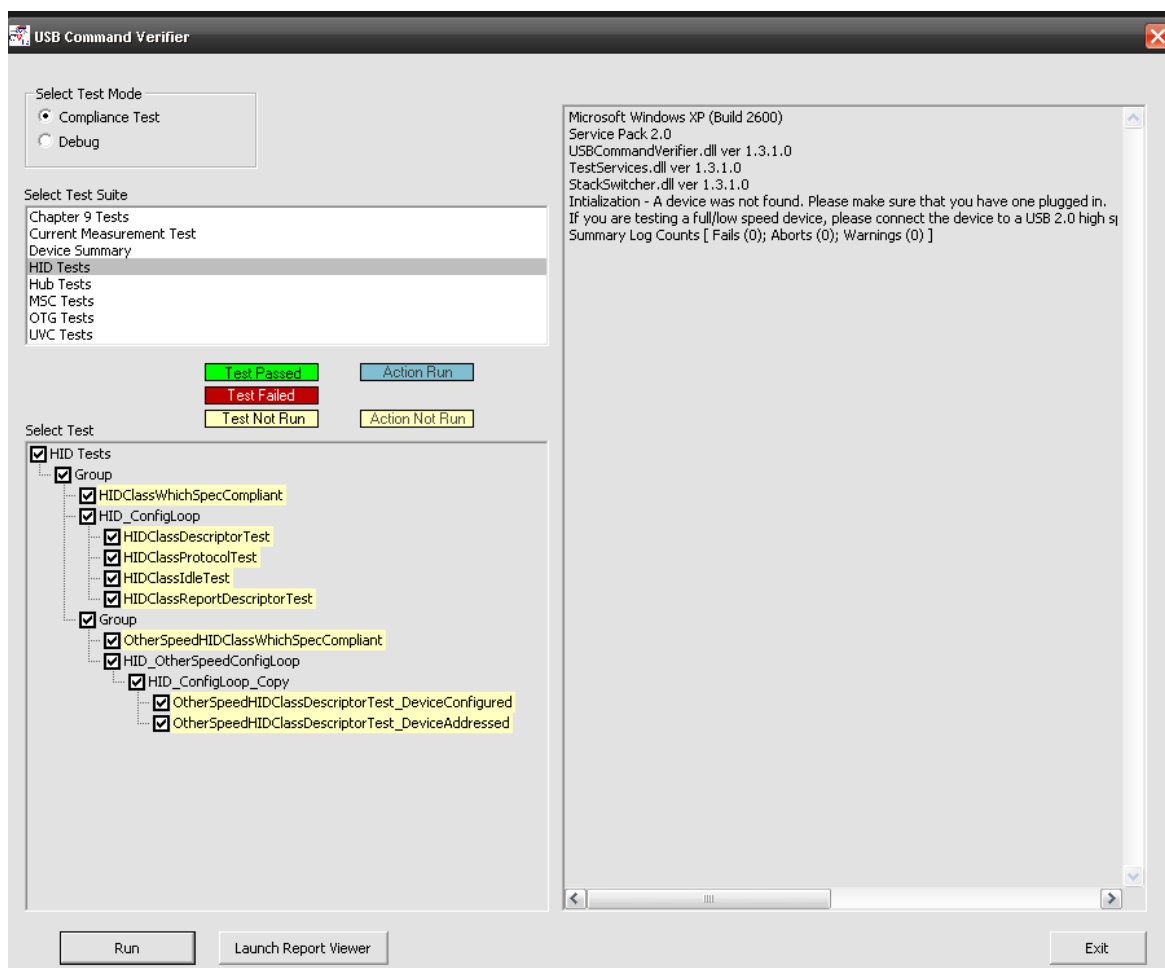 USB Command Verifier
Select Test Mode
Compliance Test
Debug
Select Test Suite
Chapter 9 Tests
Current Measurement Test
Device Summary
HID Tests
Hub Tests
MSC Tests
OTG Tests
UVC Tests
Test Passed
Action Run
Test Failed
Test Not Run
Action Not Run
Select Test
HID Tests
Group
HIDClassWhichSpecCompliant
HID_ConfigLoop
HIDClassDescriptorTest
HIDClassProtocolTest
HIDClassIdleTest
HIDClassReportDescriptorTest
Group
OtherSpeedHIDClassWhichSpecCompliant
HID_OtherSpeedConfigLoop
HID_ConfigLoop_Copy
OtherSpeedHIDClassDescriptorTest_DeviceConfigured
OtherSpeedHIDClassDescriptorTest_DeviceAddressed
Microsoft Windows XP (Build 2600)
Service Pack 2.0
USBCommandVerifier.dll ver 1.3.1.0
TestServices.dll ver 1.3.1.0
StackSwitcher.dll ver 1.3.1.0
Intialization - A device was not found. Please make sure that you have one plugged in.
If you are testing a full/low speed device, please connect the device to a USB 2.0 high
Summary Log Counts [ Fails (0); Aborts (0); Warnings (0) ]
Run
Launch Report Viewer
Exit